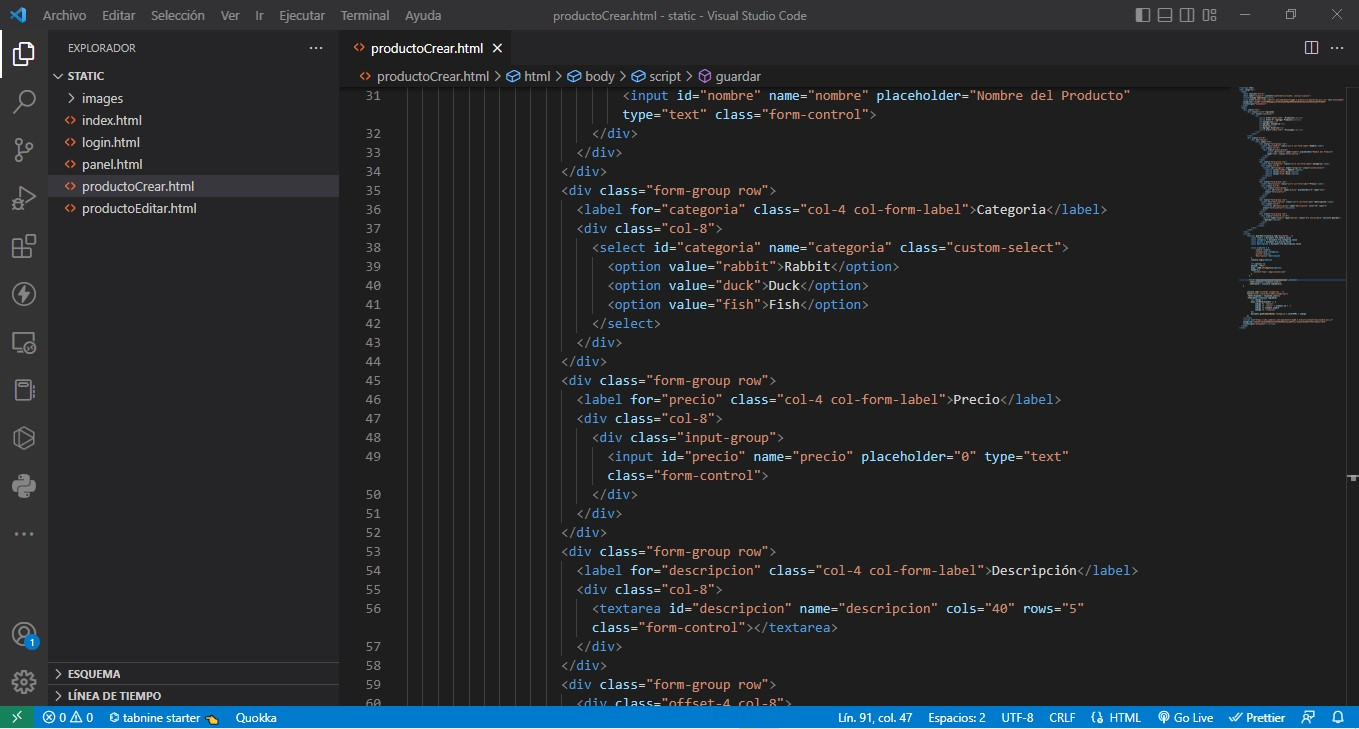 Archivo Editar Selección Ver Ir Ejecutar Terminal Ayuda
productoCrear.html - static - Visual Studio Code
EXPLORADOR
STATIC
images
index.html
login.html
panel.html
productoCrear.html
productoEditar.html
ESQUEMA
LÍNEA DE TIEMPO
productoCrear.html
productoCrear.html > html > body > script > guardar
31 <input id="nombre" name="nombre" placeholder="Nombre del Producto"
type="text" class="form-control">
32 </div>
33 </div>
34 </div>
35 <div class="form-group row">
36 <label for="categoria" class="col-4 col-form-label">Categoria</label>
37 <div class="col-8">
38 <select id="categoria" name="categoria" class="custom-select">
39 <option value="rabbit">Rabbit</option>
40 <option value="duck">Duck</option>
41 <option value="fish">Fish</option>
42 </select>
43 </div>
44 </div>
45 <div class="form-group row">
46 <label for="precio" class="col-4 col-form-label">Precio</label>
47 <div class="col-8">
48 <div class="input-group">
49 <input id="precio" name="precio" placeholder="0" type="text"
class="form-control">
50 </div>
51 </div>
52 </div>
53 <div class="form-group row">
54 <label for="descripcion" class="col-4 col-form-label">Descripción</label>
55 <div class="col-8">
56 <textarea id="descripcion" name="descripcion" cols="40" rows="5"
class="form-control"></textarea>
57 </div>
58 </div>
59 <div class="form-group row">
60 <div class="offset-4 col-8">
1
0 0 tabnine starter Quokka
Lín. 91, col. 47 Espacios: 2 UTF-8 CRLF HTML Go Live Prettier